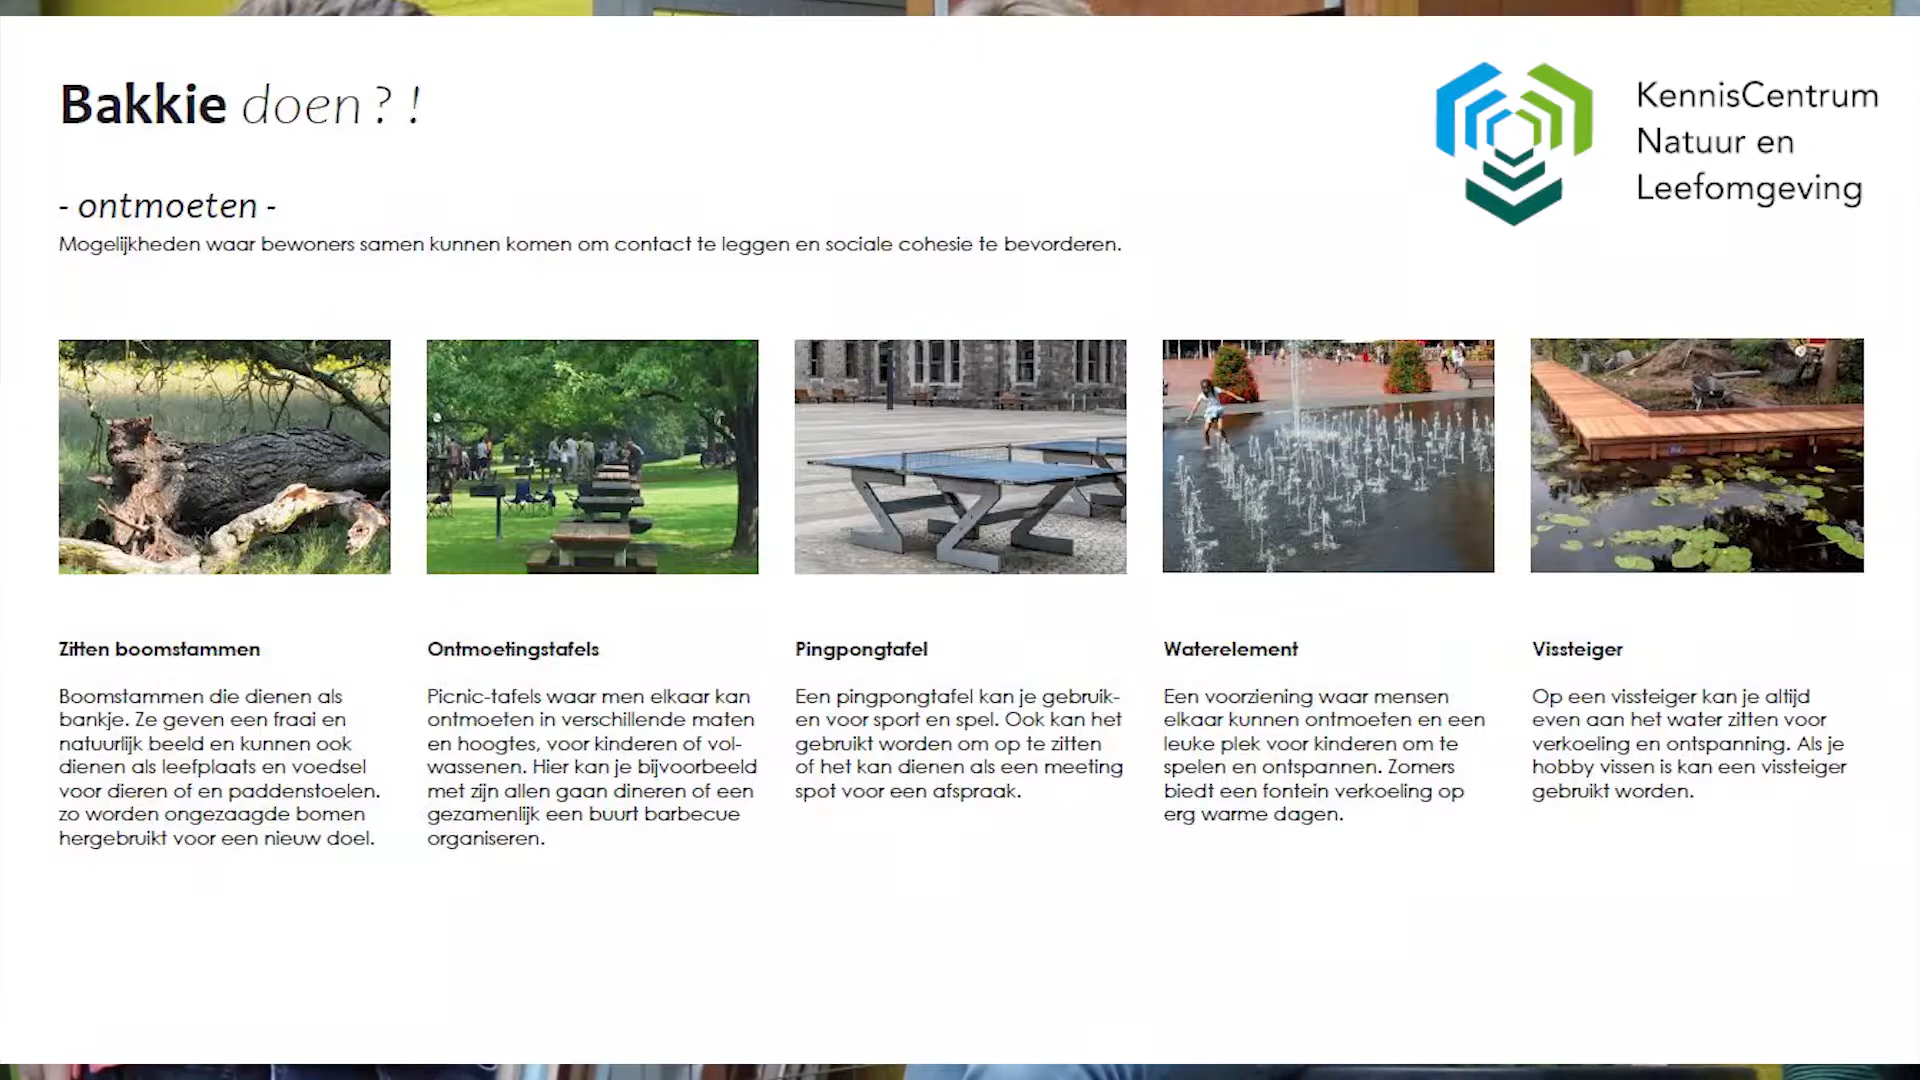 Bakkie doen ? !
KennisCentrum
Natuur en
Leefomgeving
- ontmoeten -
Mogelijkheden waar bewoners samen kunnen komen om contact te leggen en sociale cohesie te bevorderen.
Zitten boomstammen
Boomstammen die dienen als
bankje. Ze geven een fraai en
natuurlijk beeld en kunnen ook
dienen als leefplaats en voedsel
voor dieren of en paddenstoelen.
zo worden ongezaagde bomen
hergebruikt voor een nieuw doel.
Ontmoetingstafels
Picnic-tafels waar men elkaar kan
ontmoeten in verschillende maten
en hoogtes, voor kinderen of vol-
wassenen. Hier kan je bijvoorbeeld
met zijn allen gaan dineren of een
gezamenlijk een buurt barbecue
organiseren.
Pingpongtafel
Een pingpongtafel kan je gebruik-
en voor sport en spel. Ook kan het
gebruikt worden om op te zitten
of het kan dienen als een meeting
spot voor een afspraak.
Waterelement
Een voorziening waar mensen
elkaar kunnen ontmoeten en een
leuke plek voor kinderen om te
spelen en ontspannen. Zomers
biedt een fontein verkoeling op
erg warme dagen.
Vissteiger
Op een vissteiger kan je altijd
even aan het water zitten voor
verkoeling en ontspanning. Als je
hobby vissen is kan een vissteiger
gebruikt worden.